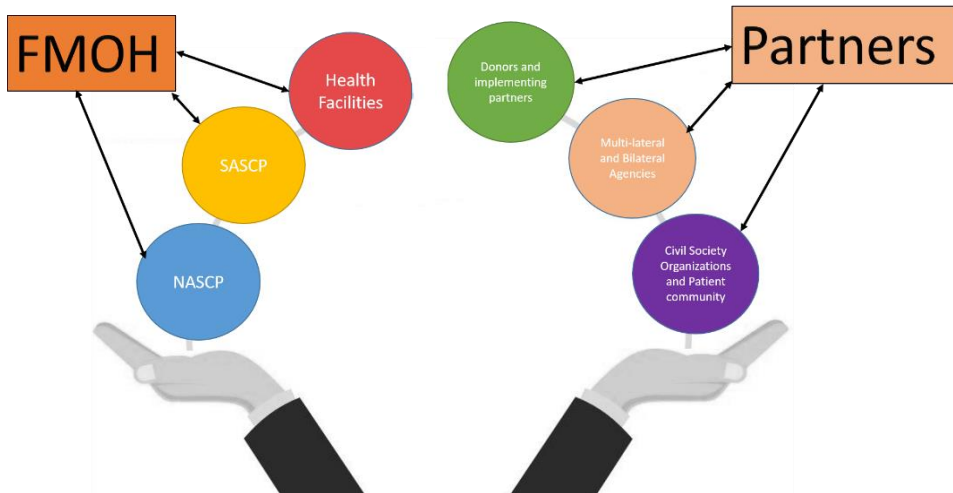 FMOH
Health
Facilities
SASCP
NASCP
Partners
Donors and
implementing
partners
Multi-lateral
and Bilateral
Agencies
Civil Society
Organizations
and Patient
community